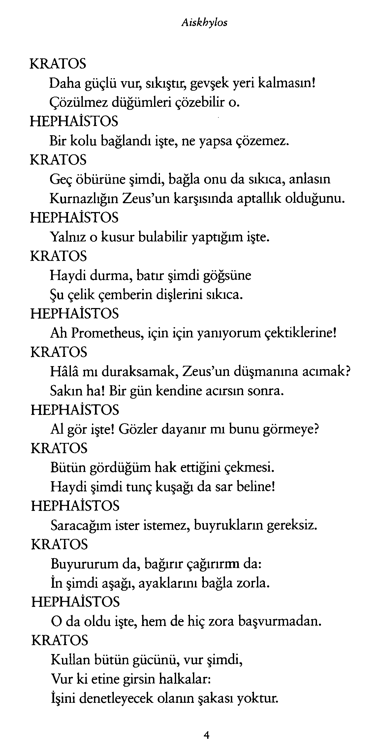 Aiskhylos
KRATOS
Daha güçlü vur, sıkıştır, gevşek yeri kalmasın!
Çözülmez düğümleri çözebilir o.
HEPHAİSTOS
Bir kolu bağlandı işte, ne yapsa çözemez.
KRATOS
Geç öbürüne şimdi, bağla onu da sıkıca, anlasın
Kurnazlığın Zeus'un karşısında aptallık olduğunu.
HEPHAİSTOS
Yalnız o kusur bulabilir yaptığım işte.
KRATOS
Haydi durma, batır şimdi göğsüne
Şu çelik çemberin dişlerini sıkıca.
HEPHAİSTOS
Ah Prometheus, için için yanıyorum çektiklerine!
KRATOS
Hâlâ mı duraksamak, Zeus'un düşmanına acımak?
Sakın ha! Bir gün kendine acırsın sonra.
HEPHAİSTOS
Al gör işte! Gözler dayanır mı bunu görmeye?
KRATOS
Bütün gördüğüm hak ettiğini çekmesi.
Haydi şimdi tunç kuşağı da sar beline!
HEPHAİSTOS
Saracağım ister istemez, buyrukların gereksiz.
KRATOS
Buyururum da, bağırır çağırırım da:
İn şimdi aşağı, ayaklarını bağla zorla.
HEPHAİSTOS
O da oldu işte, hem de hiç zora başvurmadan.
KRATOS
Kullan bütün gücünü, vur şimdi,
Vur ki etine girsin halkalar:
İşini denetleyecek olanın şakası yoktur.
4